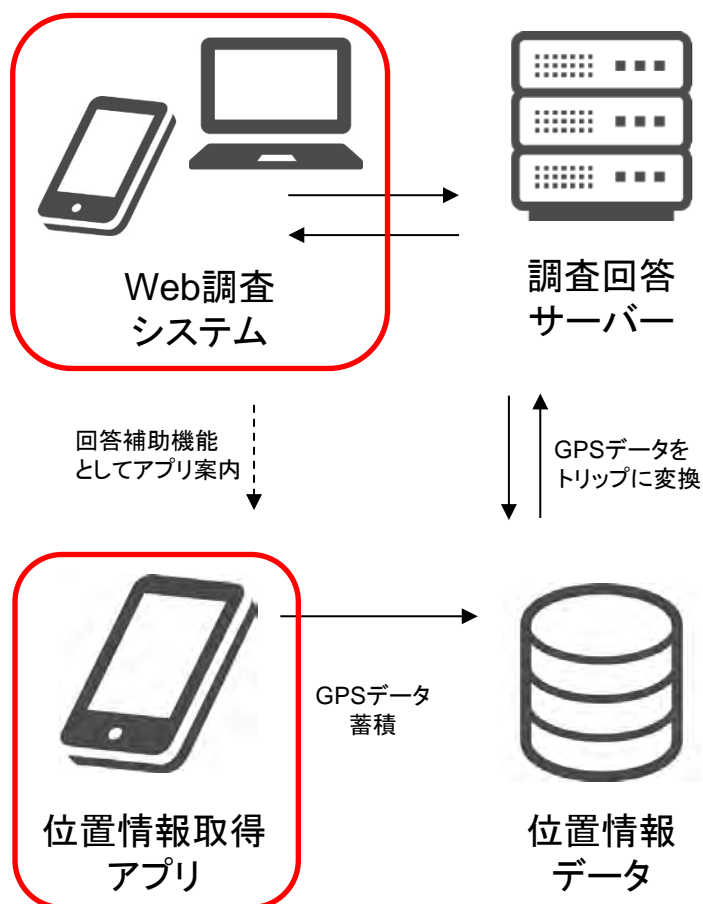 Web調査
システム
調査回答
サーバー
回答補助機能
としてアプリ案内
GPSデータを
トリップに変換
GPSデータ
蓄積
位置情報取得
アプリ
位置情報
データ